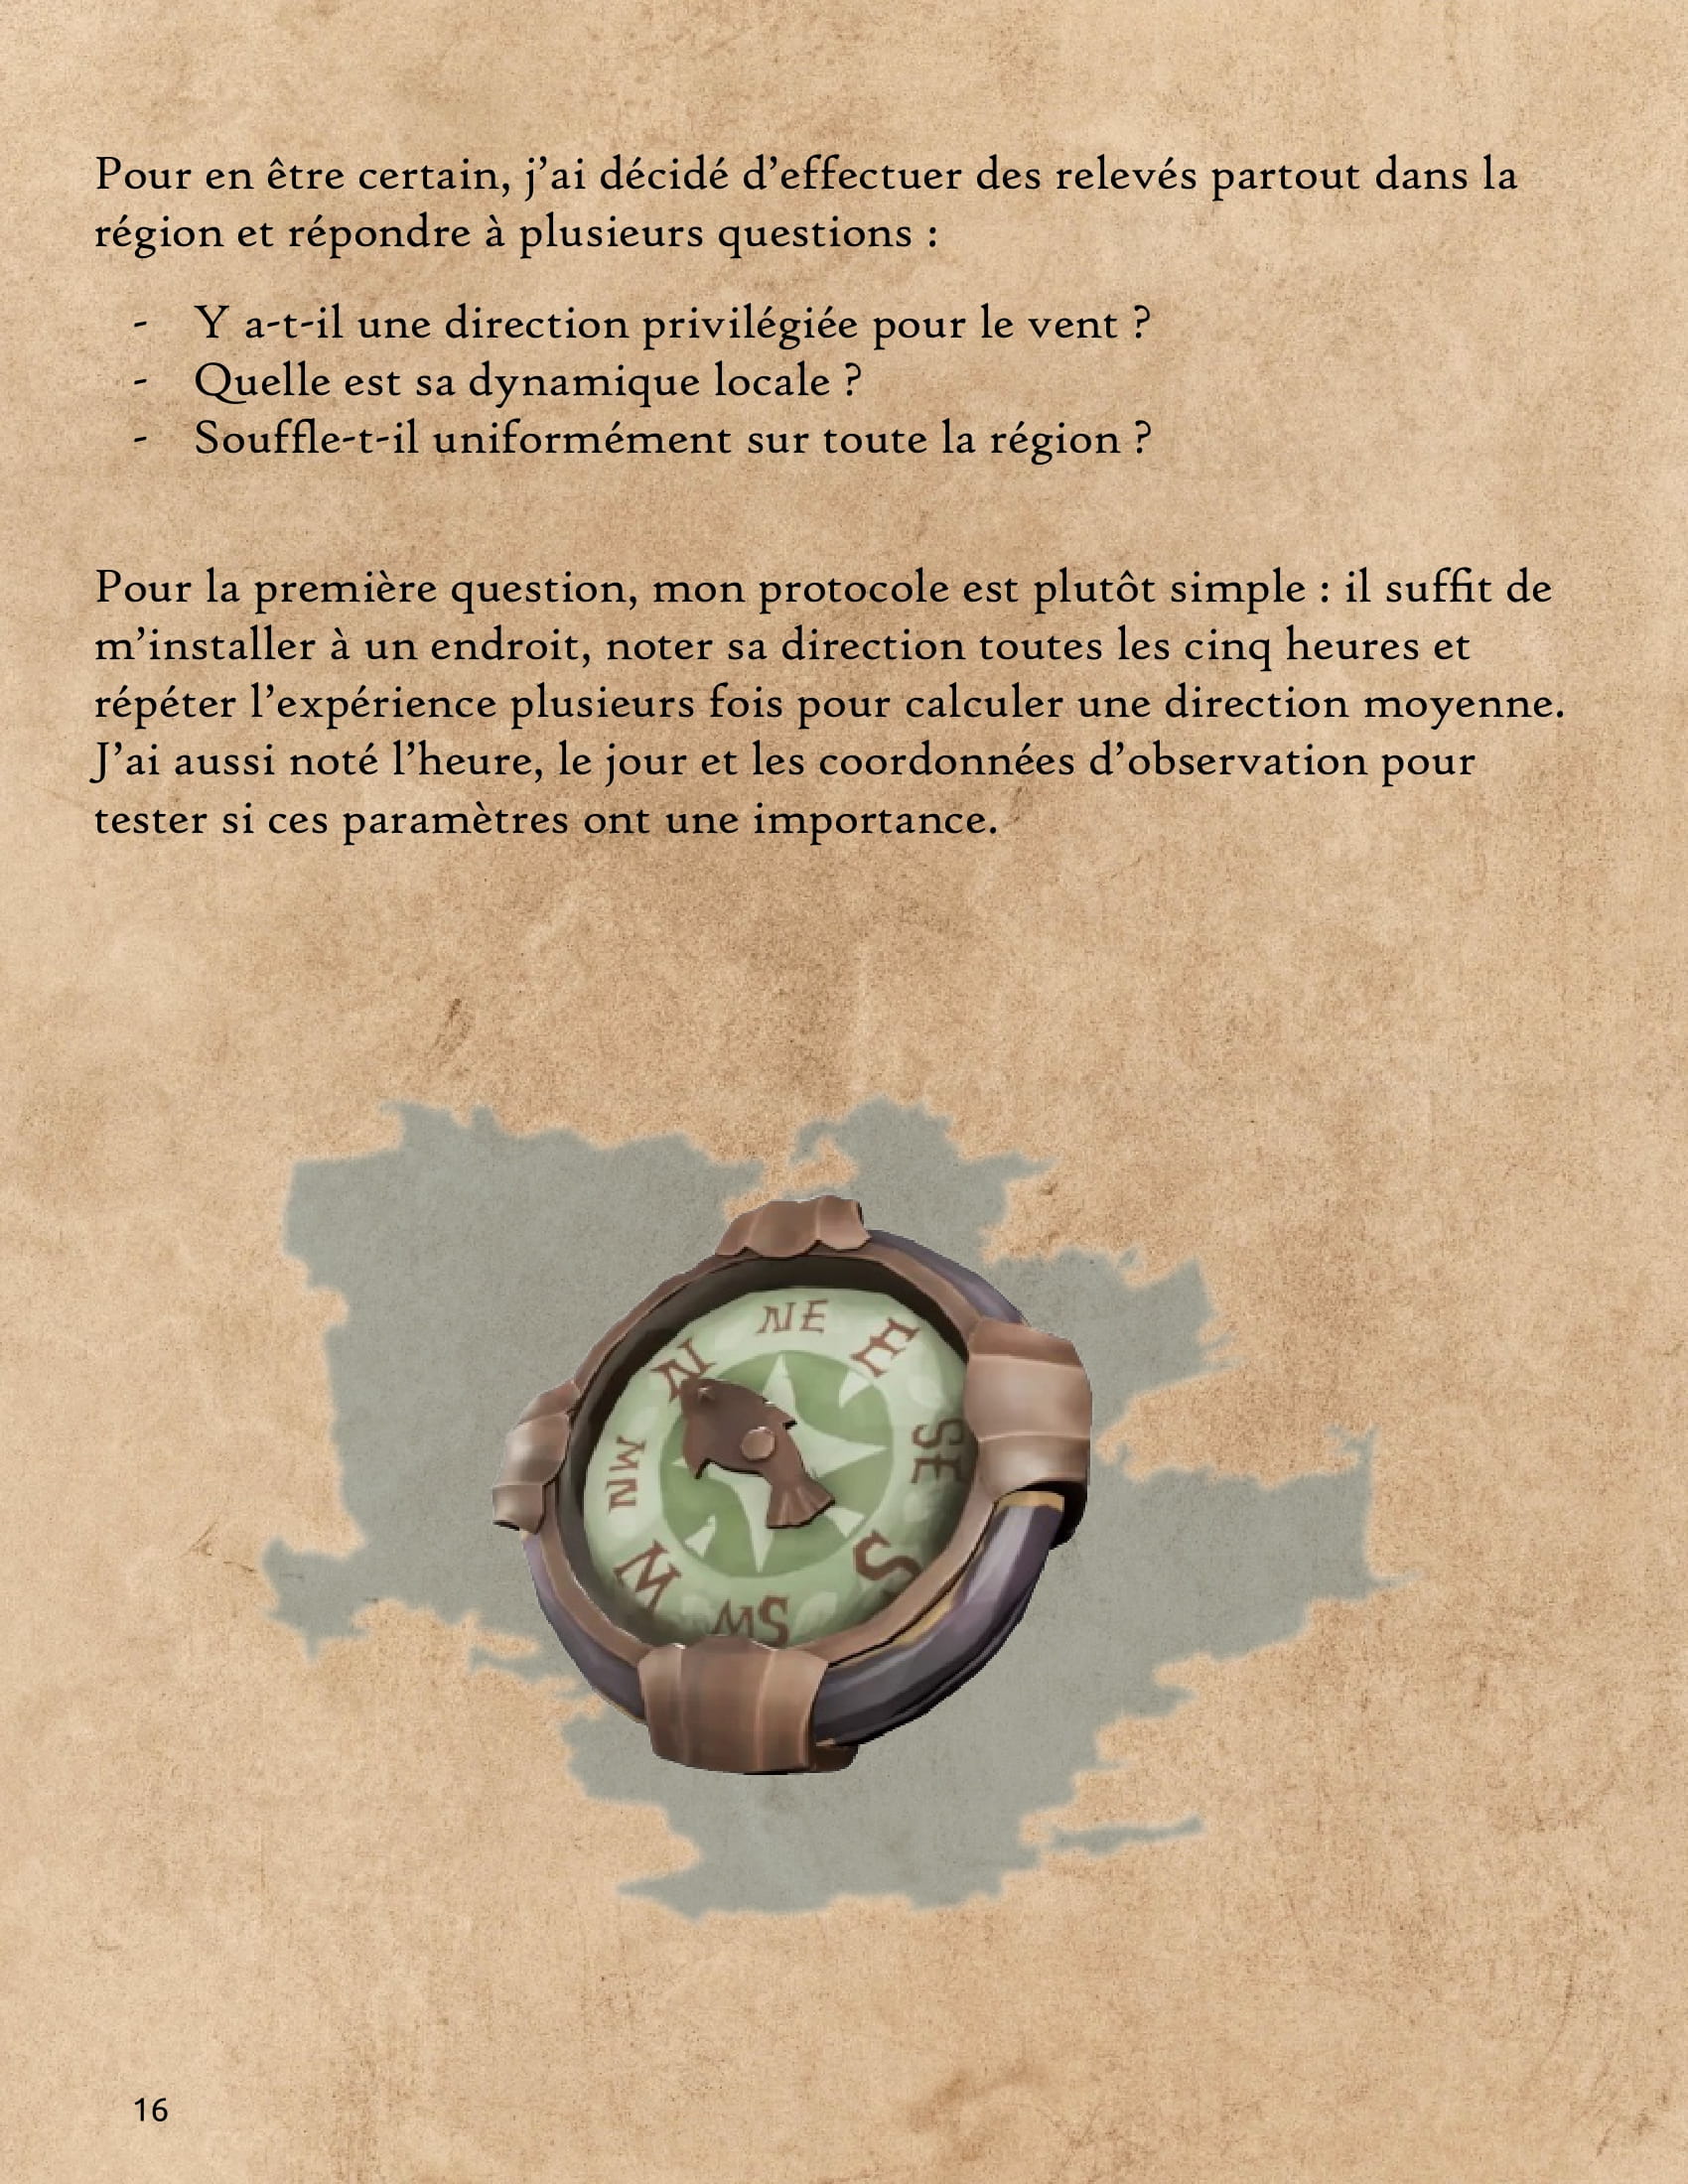 Pour en être certain, j’ai décidé d’effectuer des relevés partout dans la
région et répondre à plusieurs questions :
- Y a-t-il une direction privilégiée pour le vent ?
- Quelle est sa dynamique locale ?
- Souffle-t-il uniformément sur toute la région ?
Pour la première question, mon protocole est plutôt simple : il suffit de
m’installer à un endroit, noter sa direction toutes les cinq heures et
répéter l’expérience plusieurs fois pour calculer une direction moyenne.
J’ai aussi noté l’heure, le jour et les coordonnées d’observation pour
tester si ces paramètres ont une importance.
N
NE
E
SE
S
SW
W
NW
16